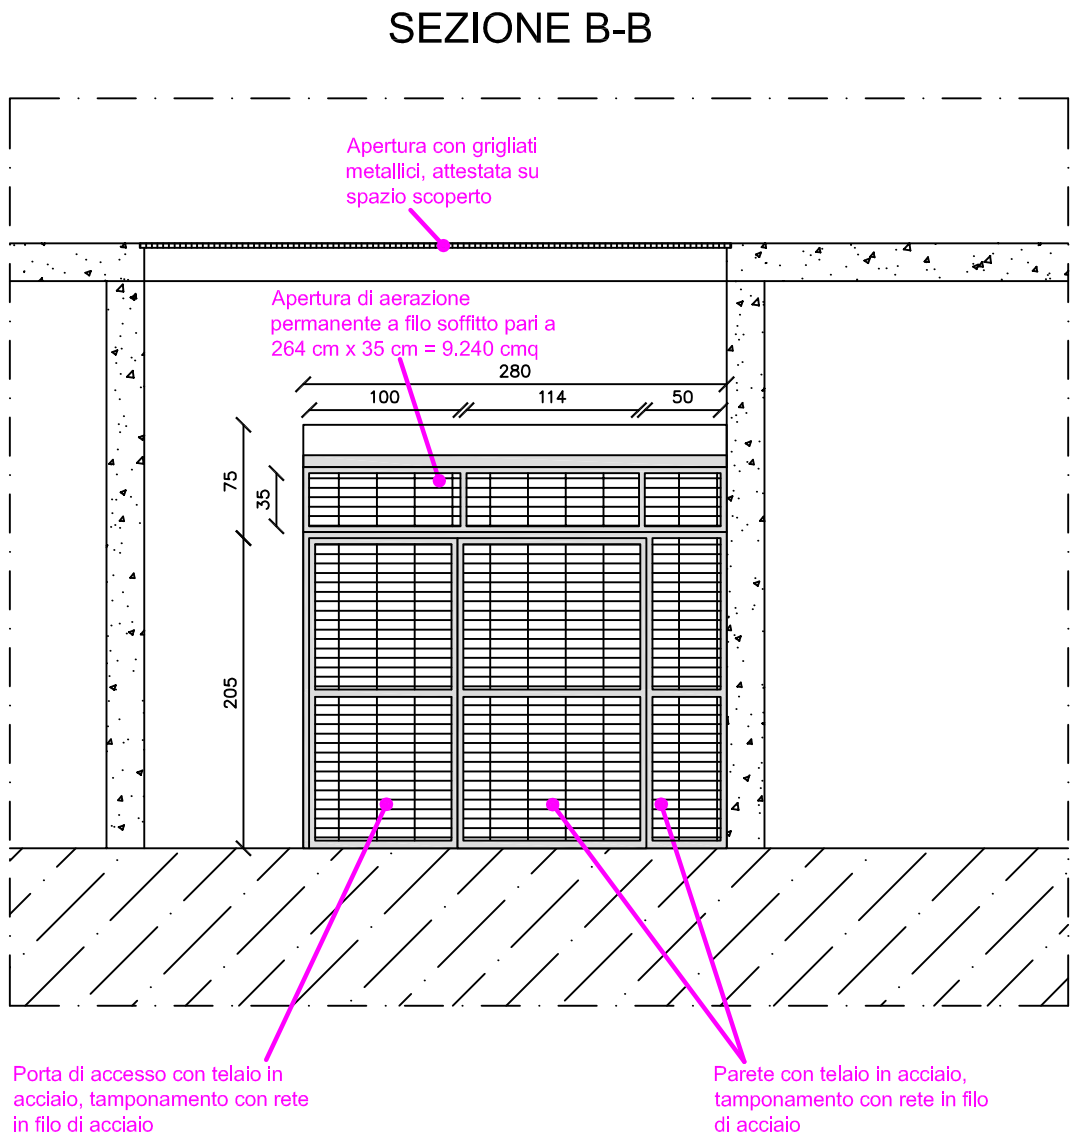 SEZIONE B-B
Apertura con grigliati
metallici, attestata su
spazio scoperto
Apertura di aerazione
permanente a filo soffitto pari a
264 cm x 35 cm = 9.240 cmq
280
100
114
50
75
35
205
Porta di accesso con telaio in
acciaio, tamponamento con rete
in filo di acciaio
Parete con telaio in acciaio,
tamponamento con rete in filo
di acciaio